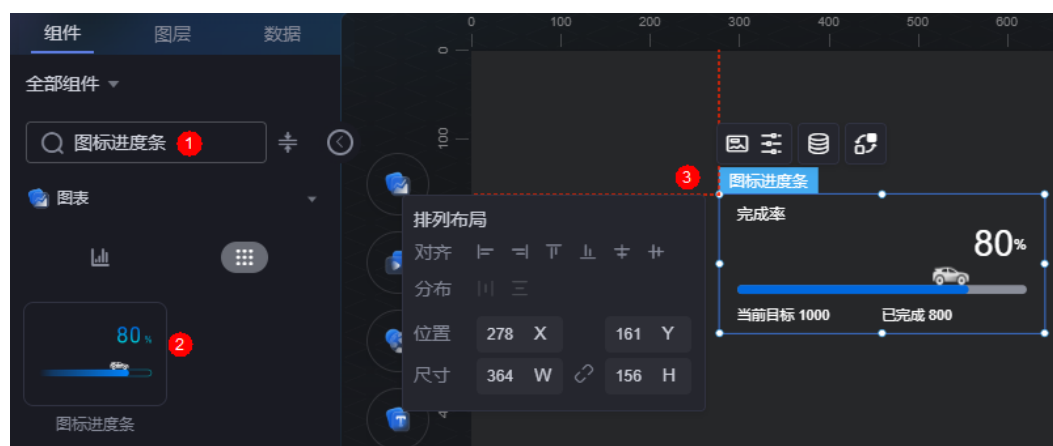 组件 图层 数据
全部组件
图标进度条 1
图表
80 %
2
图标进度条
0 100 200 300 400 500 600
0
100
4
排列布局
对齐
分布
位置 278 X 161 Y
尺寸 364 W 156 H
3
图标进度条
完成率
80%
当前目标 1000 已完成 800